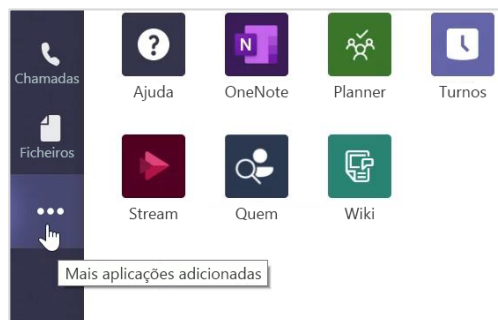 Chamadas
Ficheiros
?
N
Ajuda
OneNote
Planner
Turnos
Stream
Quem
Wiki
Mais aplicações adicionadas